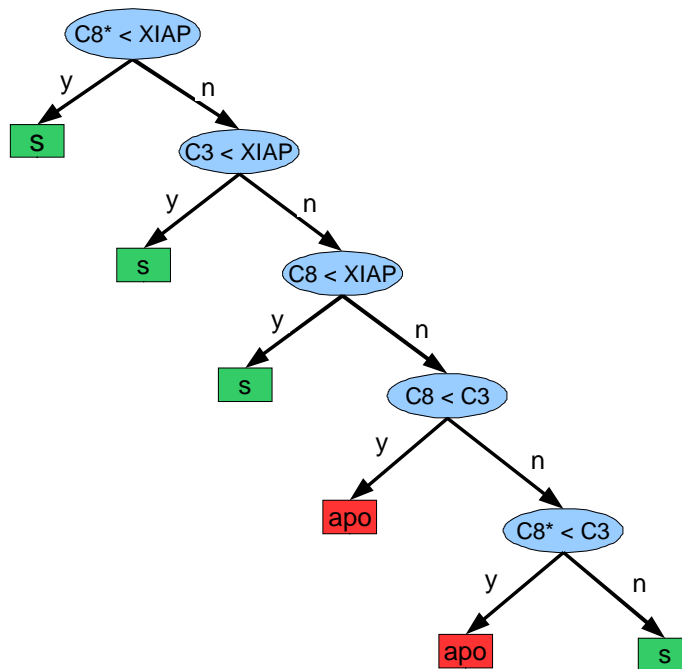 C8* < XIAP
y
n
s
C3 < XIAP
y
n
s
C8 < XIAP
y
n
s
C8 < C3
y
n
apo
C8* < C3
y
n
apo
s